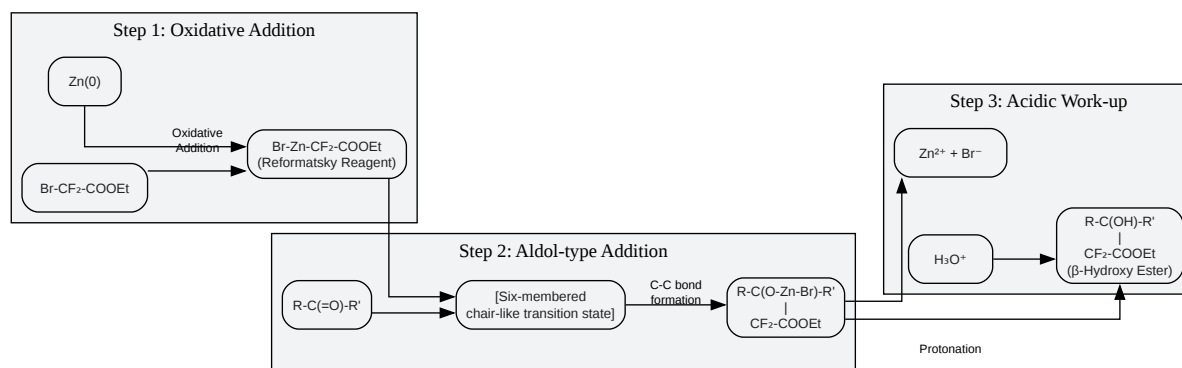 Step 1: Oxidative Addition
Zn(0)
Oxidative
Addition
Br-CF₂-COOEt
Br-Zn-CF₂-COOEt
(Reformatsky Reagent)
Step 2: Aldol-type Addition
R-C(=O)-R'
[Six-membered
chair-like transition state]
C-C bond
formation
R-C(O-Zn-Br)-R'
|
CF₂-COOEt
Step 3: Acidic Work-up
Zn²⁺ + Br⁻
H₃O⁺
R-C(OH)-R'
|
CF₂-COOEt
(β-Hydroxy Ester)
Protonation